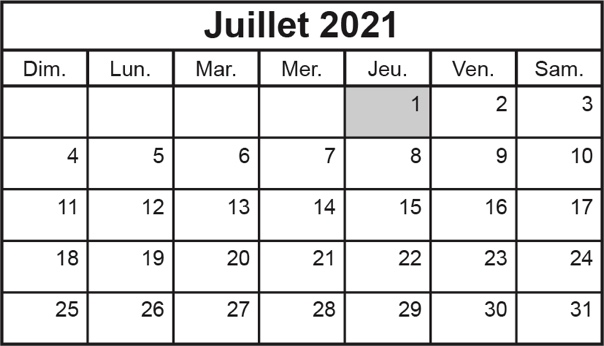 Juillet 2021
Dim. Lun. Mar. Mer. Jeu. Ven. Sam.
1 2 3
4 5 6 7 8 9 10
11 12 13 14 15 16 17
18 19 20 21 22 23 24
25 26 27 28 29 30 31